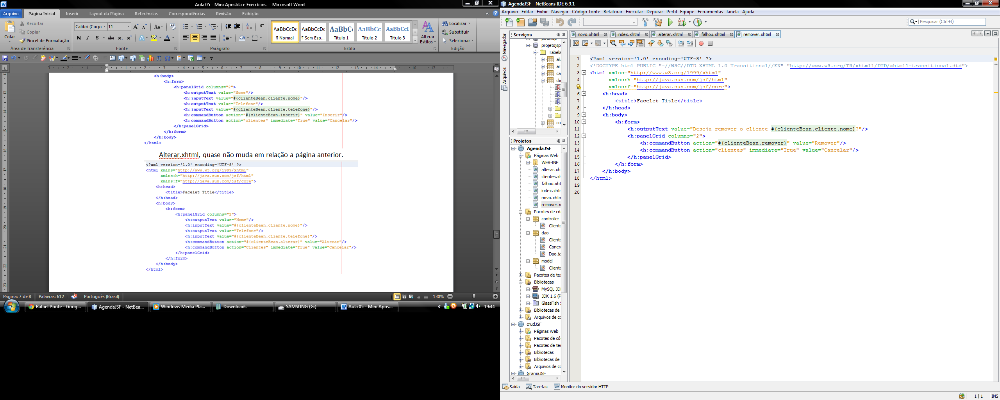 Aula 05 - Mini Apostila e Exercícios - Microsoft Word
Arquivo Página Inicial Inserir Layout da Página Referências Correspondências Revisão Exibição
Colar
Recortar
Copiar
Pincel de Formatação
Área de Transferência
Calibri (Corpo 11
Fonte
Parágrafo
AaBbCcDc AaBbCcDc AaBbC AaBbCc AaBbCcI
¶ Normal ¶ Sem Esp... Título 1 Título 2 Título 3
Alterar Estilos
Estilo
Localizar
Substituir
Selecionar
Edição
<h:body>
<h:form>
<h:panelGrid columns="2">
<h:outputText value="Nome"/>
<h:inputText value="#{clienteBean.cliente.nome}"/>
<h:outputText value="Telefone"/>
<h:inputText value="#{clienteBean.cliente.telefone}"/>
<h:commandButton action="#{clienteBean.inserir}" value="Inserir"/>
<h:commandButton action="clientes" immediate="True" value="Cancelar"/>
</h:panelGrid>
</h:form>
</h:body>
</html>
Alterar.xhtml, quase não muda em relação a página anterior.
<?xml version='1.0' encoding='UTF-8' ?>
<html xmlns="http://www.w3.org/1999/xhtml"
xmlns:h="http://java.sun.com/jsf/html"
xmlns:f="http://java.sun.com/jsf/core">
<h:head>
<title>Facelet Title</title>
</h:head>
<h:body>
<h:form>
<h:panelGrid columns="2">
<h:outputText value="Nome"/>
<h:inputText value="#{clienteBean.cliente.nome}"/>
<h:outputText value="Telefone"/>
<h:inputText value="#{clienteBean.cliente.telefone}"/>
<h:commandButton action="#{clienteBean.alterar}" value="Alterar"/>
<h:commandButton action="Clientes" immediate="True" value="Cancelar"/>
</h:panelGrid>
</h:form>
</h:body>
</html>
Página: 7 de 8 Palavras: 612 Português (Brasil) 130%
Rafael Ponte - Goog... AgendaJSF - NetBea... Windows Media Pla... Downloads SAMSUNG (G:) Aula 05 - Mini Apos... 19:44
AgendaJSF - NetBeans IDE 6.9.1
Arquivo Editar Exibir Navegar Código-fonte Refatorar Executar Depurar Perfil Equipe Ferramentas Janela Ajuda
Pesquisar (Ctrl+I)
Navegador
Arquivos
Serviços
petshop
projetojsp
Tabela
alu
ar
ca
clie
co
Projetos
AgendaJSF
Páginas Web
WEB-INF
alterar.xh
clientes.xh
falhou.xht
index.xhtm
novo.xhtm
remover.x
Pacotes de có
controller
Cliente
dao
Cliente
Conex
Dao.ja
model
Cliente
Pacotes de tes
Bibliotecas
MySQL JD
JDK 1.6 (P
GlassFish S
Bibliotecas de
Arquivos de co
crudJSF
Páginas Web
Pacotes de có
Pacotes de tes
Bibliotecas
Bibliotecas de
Arquivos de co
GranjaJSF
novo.xhtml index.xhtml alterar.xhtml falhou.xhtml remover.xhtml
1 <?xml version='1.0' encoding='UTF-8' ?>
2 <!DOCTYPE html PUBLIC "-//W3C//DTD XHTML 1.0 Transitional//EN" "http://www.w3.org/TR/xhtml1/DTD/xhtml1-transitional.dtd">
3 <html xmlns="http://www.w3.org/1999/xhtml"
4 xmlns:h="http://java.sun.com/jsf/html"
xmlns:f="http://java.sun.com/jsf/core">
6 <h:head>
7 <title>Facelet Title</title>
8 </h:head>
9 <h:body>
10 <h:form>
11 <h:outputText value="Deseja remover o cliente #{clienteBean.cliente.nome}?"/>
12 <h:panelGrid columns="2">
13 <h:commandButton action="#{clienteBean.remover}" value="Remover"/>
14 <h:commandButton action="clientes" immediate="True" value="Cancelar"/>
15 </h:panelGrid>
16 </h:form>
17 </h:body>
18 </html>
19
20
Saída Tarefas Monitor do servidor HTTP
1 | 1 INS